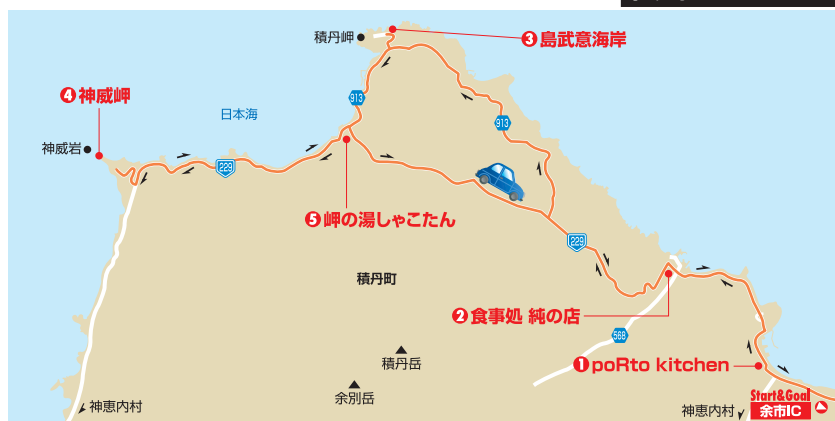 積丹岬
❸島武意海岸
❹神威岬
913
日本海
913
神威岩
229
❺岬の湯しゃこたん
229
積丹町
❷食事処 純の店
568
積丹岳
❶poRto kitchen
余別岳
Start&Goal
余市IC
神恵内村
神恵内村